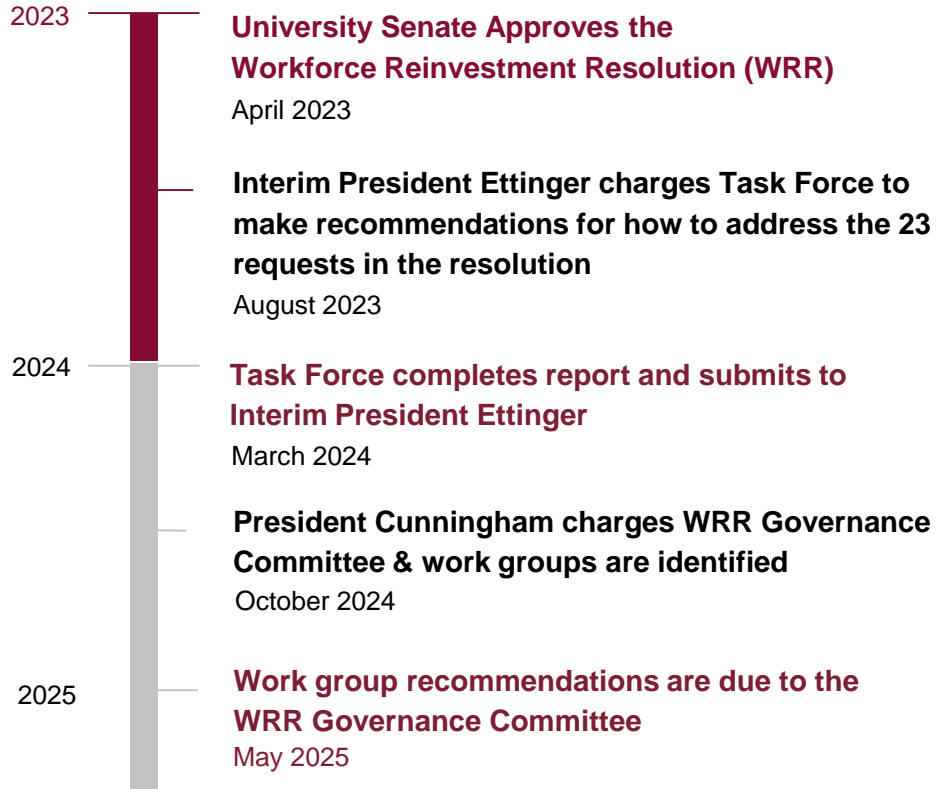 2023
University Senate Approves the
Workforce Reinvestment Resolution (WRR)
April 2023
Interim President Ettinger charges Task Force to
make recommendations for how to address the 23
requests in the resolution
August 2023
2024
Task Force completes report and submits to
Interim President Ettinger
March 2024
President Cunningham charges WRR Governance
Committee & work groups are identified
October 2024
2025
Work group recommendations are due to the
WRR Governance Committee
May 2025